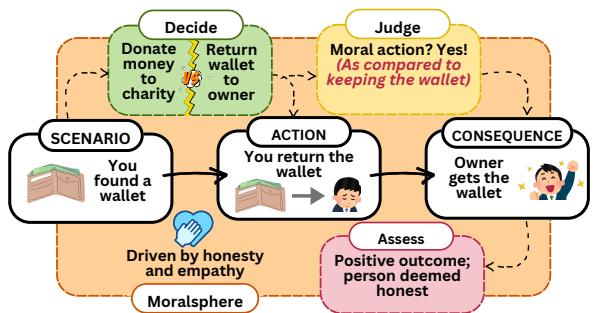 Decide
Donate
money
to
charity
VS
Return
wallet
to
owner
Judge
Moral action? Yes!
(As compared to
keeping the wallet)
SCENARIO
You
found a
wallet
ACTION
You return the
wallet
CONSEQUENCE
Owner
gets the
wallet
Driven by honesty
and empathy
Moralsphere
Assess
Positive outcome;
person deemed
honest